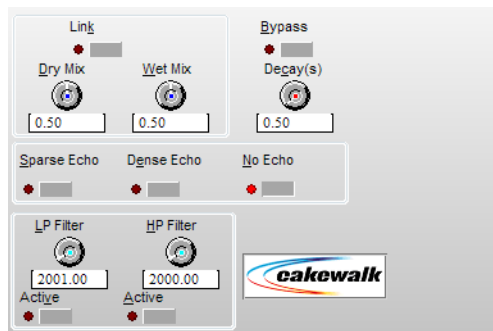 Link Bypass
Dry Mix Wet Mix Decay(s)
0.50 0.50 0.50
Sparse Echo Dense Echo No Echo
LP Filter HP Filter
2001.00 2000.00
Active Active
cakewalk